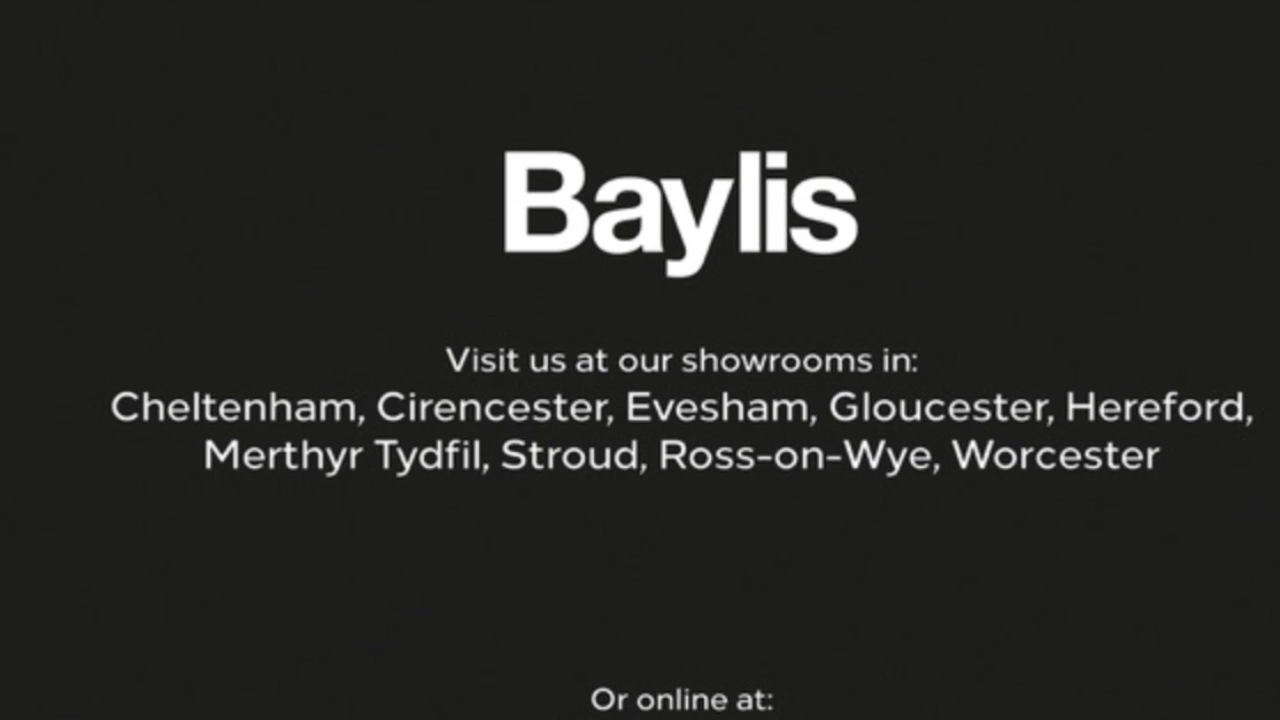 Baylis
Visit us at our showrooms in:
Cheltenham, Cirencester, Evesham, Gloucester, Hereford,
Merthyr Tydfil, Stroud, Ross-on-Wye, Worcester
Or online at: